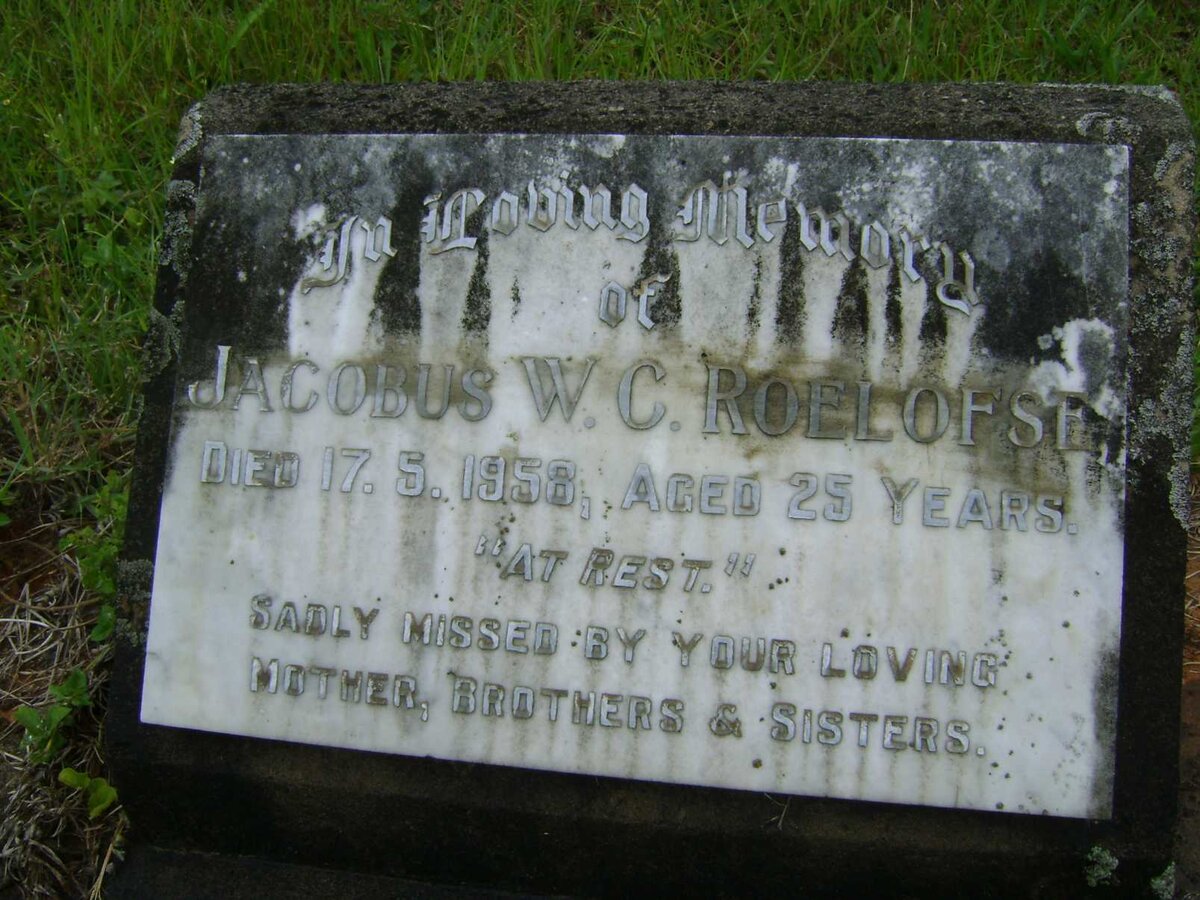 In Loving Memory
of
JACOBUS W. C. ROELOFSE
DIED 17. 5. 1958, AGED 25 YEARS.
"AT REST."
SADLY MISSED BY YOUR LOVING
MOTHER, BROTHERS & SISTERS.